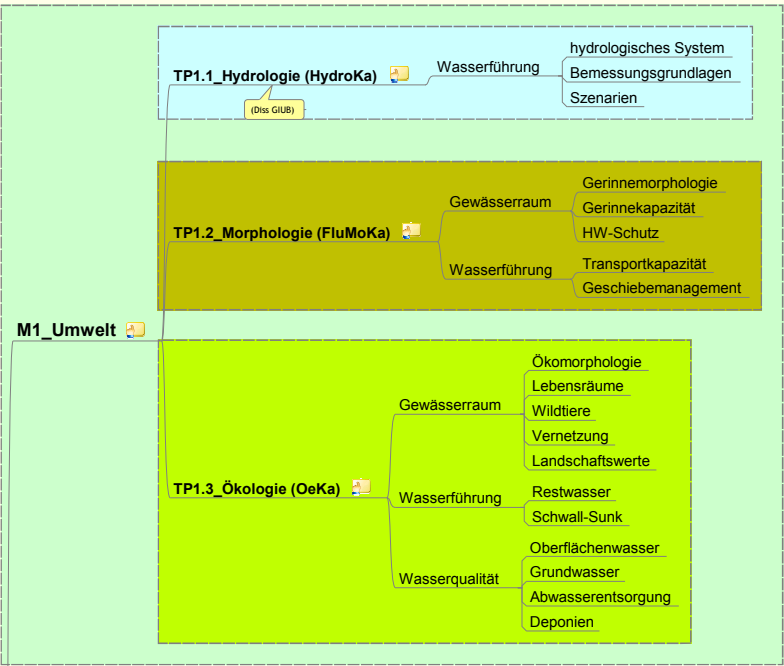 M1_Umwelt
TP1.1_Hydrologie (HydroKa)
(Diss GIUB)
Wasserführung
hydrologisches System
Bemessungsgrundlagen
Szenarien
TP1.2_Morphologie (FluMoKa)
Gewässerraum
Gerinnemorphologie
Gerinnekapazität
HW-Schutz
Wasserführung
Transportkapazität
Geschiebemanagement
TP1.3_Ökologie (OeKa)
Gewässerraum
Ökomorphologie
Lebensräume
Wildtiere
Vernetzung
Landschaftswerte
Wasserführung
Restwasser
Schwall-Sunk
Wasserqualität
Oberflächenwasser
Grundwasser
Abwasserentsorgung
Deponien